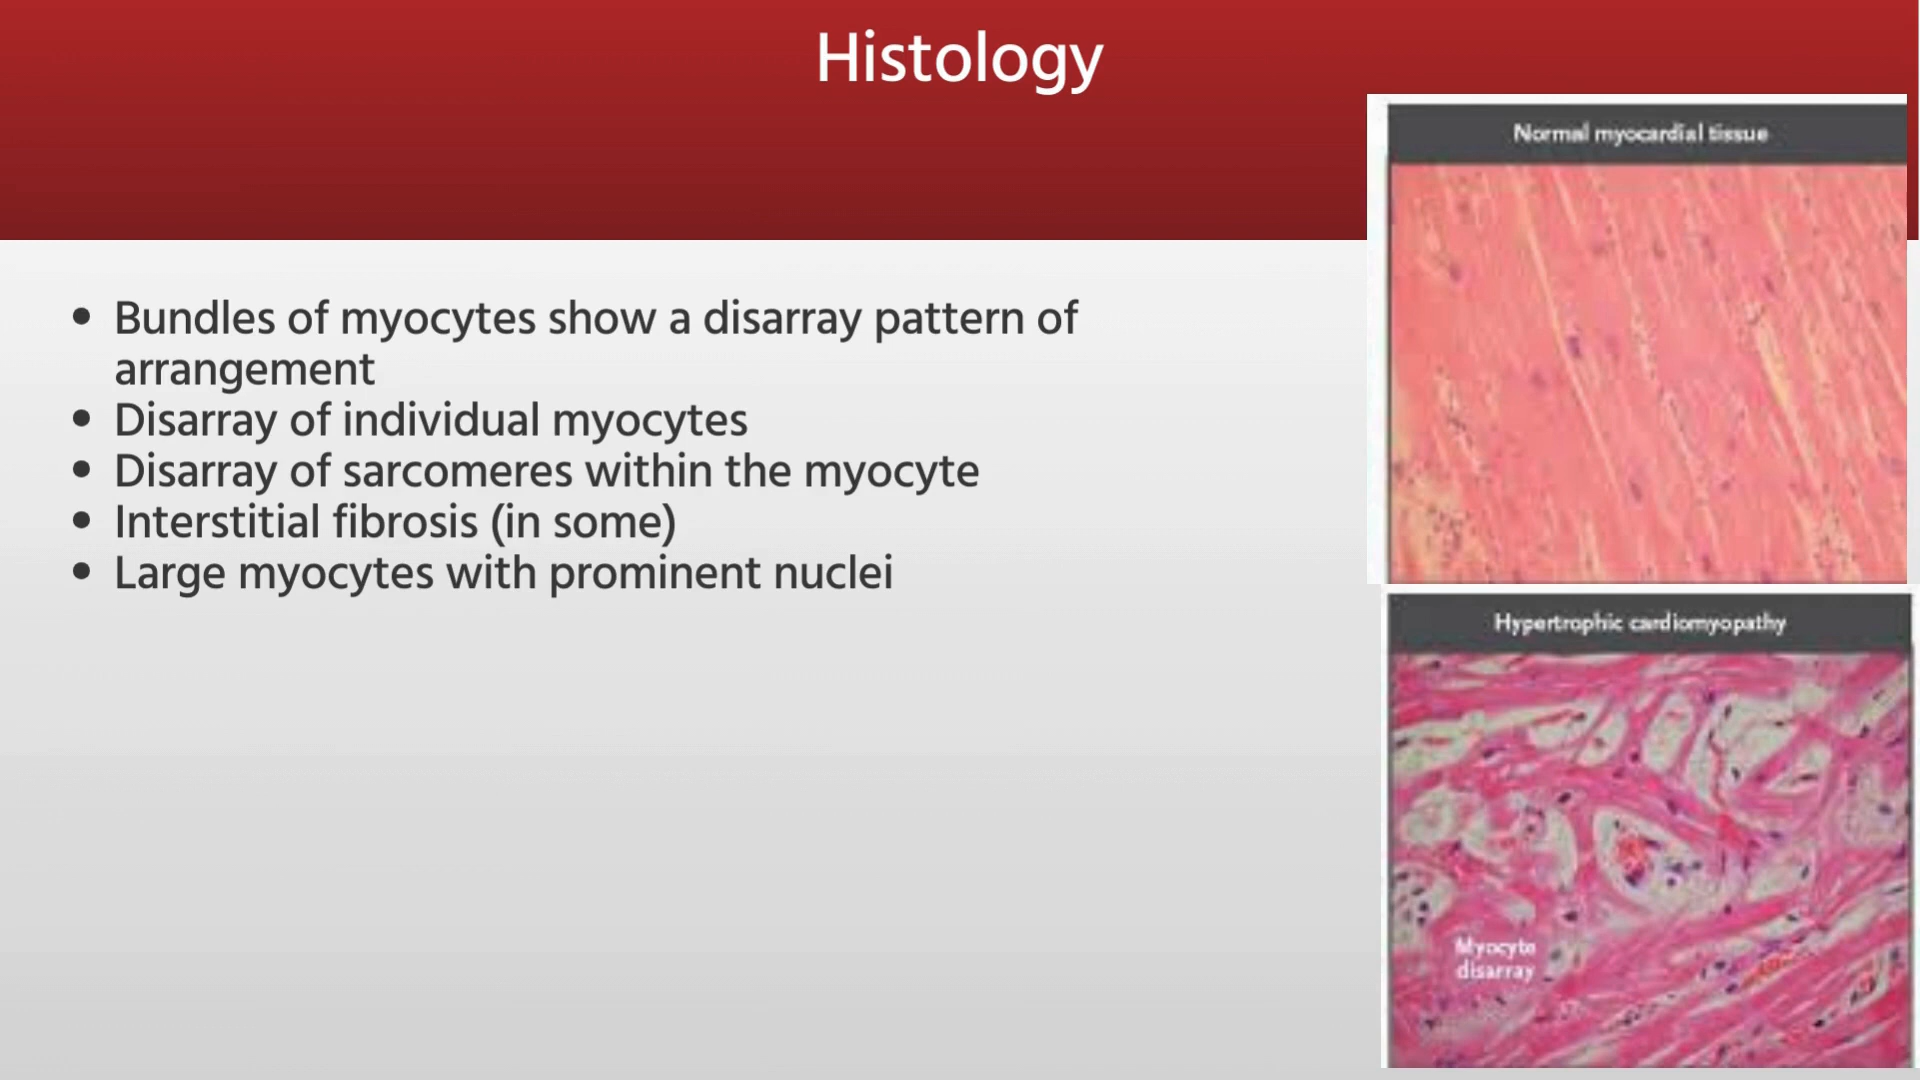 Histology
• Bundles of myocytes show a disarray pattern of
arrangement
• Disarray of individual myocytes
• Disarray of sarcomeres within the myocyte
• Interstitial fibrosis (in some)
• Large myocytes with prominent nuclei
Normal myocardial tissue
Hypertrophic cardiomyopathy
Myocyte
disarray